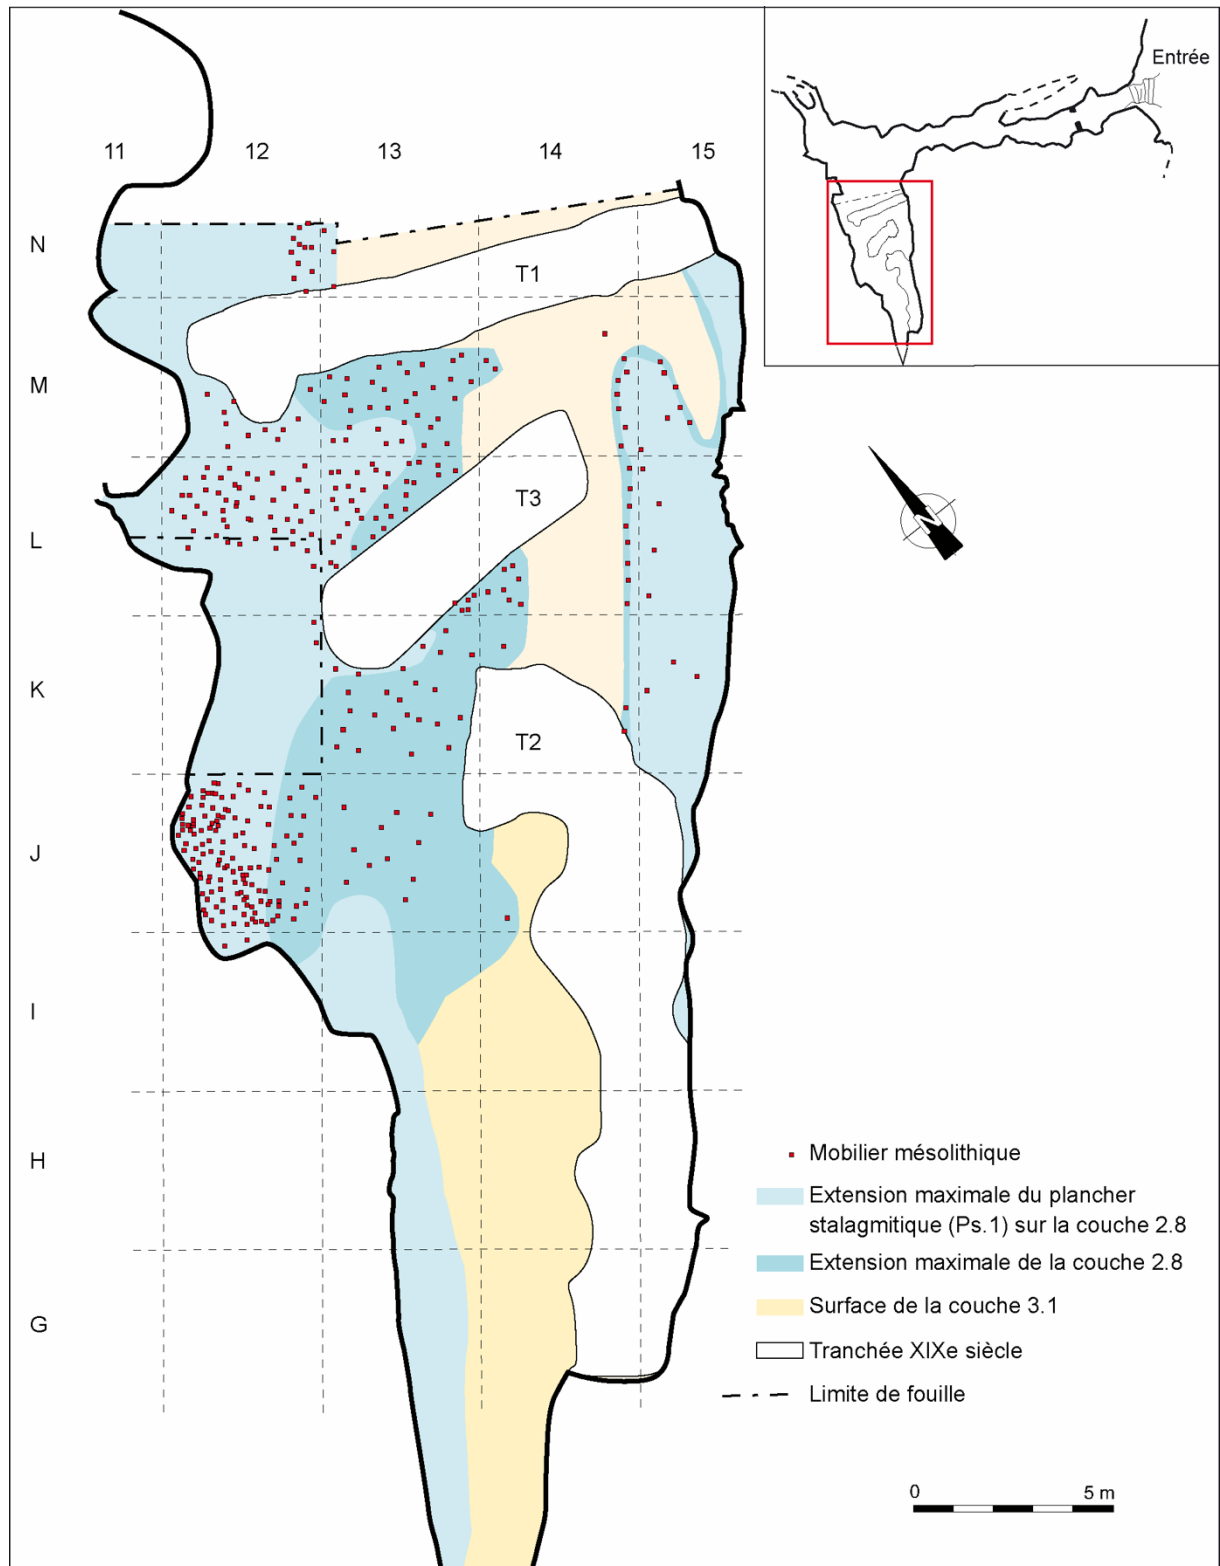 Entrée
11 12 13 14 15
N
T1
M
T3
L
N
K
T2
J
I
H
G
Mobilier mésolithique
Extension maximale du plancher
stalagmitique (Ps.1) sur la couche 2.8
Extension maximale de la couche 2.8
Surface de la couche 3.1
Tranchée XIXe siècle
Limite de fouille
0 5 m